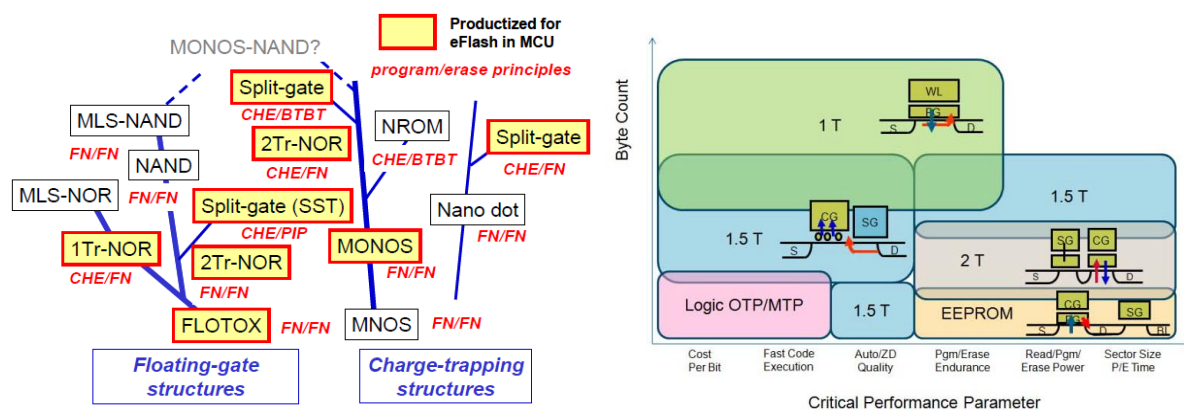 MONOS-NAND?
Productized for
eFlash in MCU
program/erase principles
Split-gate
CHE/BTBT
MLS-NAND
FN/FN
2Tr-NOR
CHE/FN
NROM
CHE/BTBT
Split-gate
CHE/FN
NAND
FN/FN
MLS-NOR
Split-gate (SST)
CHE/PIP
Nano dot
FN/FN
1Tr-NOR
CHE/FN
2Tr-NOR
FN/FN
MONOS
FN/FN
FLOTOX
FN/FN
MNOS
FN/FN
Floating-gate
structures
Charge-trapping
structures
Byte Count
1 T
WL
FG
S
D
1.5 T
CG
SG
S
D
1.5 T
2 T
SG
CG
S
D
Logic OTP/MTP
1.5 T
EEPROM
CG
FG
SG
S
D
BL
Cost
Per Bit
Fast Code
Execution
Auto/ZD
Quality
Pgm/Erase
Endurance
Read/Pgm/
Erase Power
Sector Size
P/E Time
Critical Performance Parameter